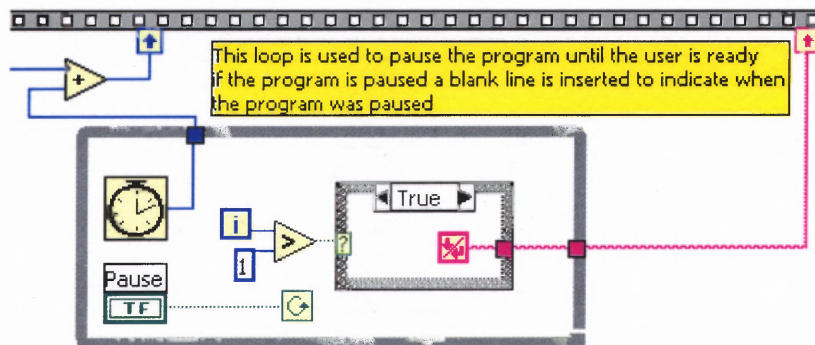 This loop is used to pause the program until the user is ready
if the program is paused a blank line is inserted to indicate when
the program was paused
True
i
>
1
?
Pause
TF
+